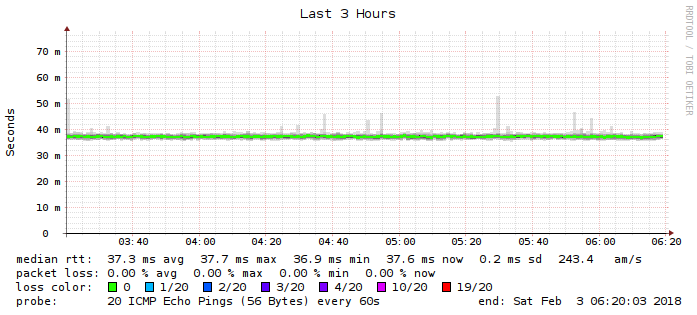 Last 3 Hours
RRDTOOL / TOBI OETIKER
Seconds
70 m
60 m
50 m
40 m
30 m
20 m
10 m
0
03:40 04:00 04:20 04:40 05:00 05:20 05:40 06:00 06:20
median rtt: 37.3 ms avg 37.7 ms max 36.9 ms min 37.6 ms now 0.2 ms sd 243.4 am/s
packet loss: 0.00 % avg 0.00 % max 0.00 % min 0.00 % now
loss color: 0 1/20 2/20 3/20 4/20 10/20 19/20
probe: 20 ICMP Echo Pings (56 Bytes) every 60s end: Sat Feb 3 06:20:03 2018